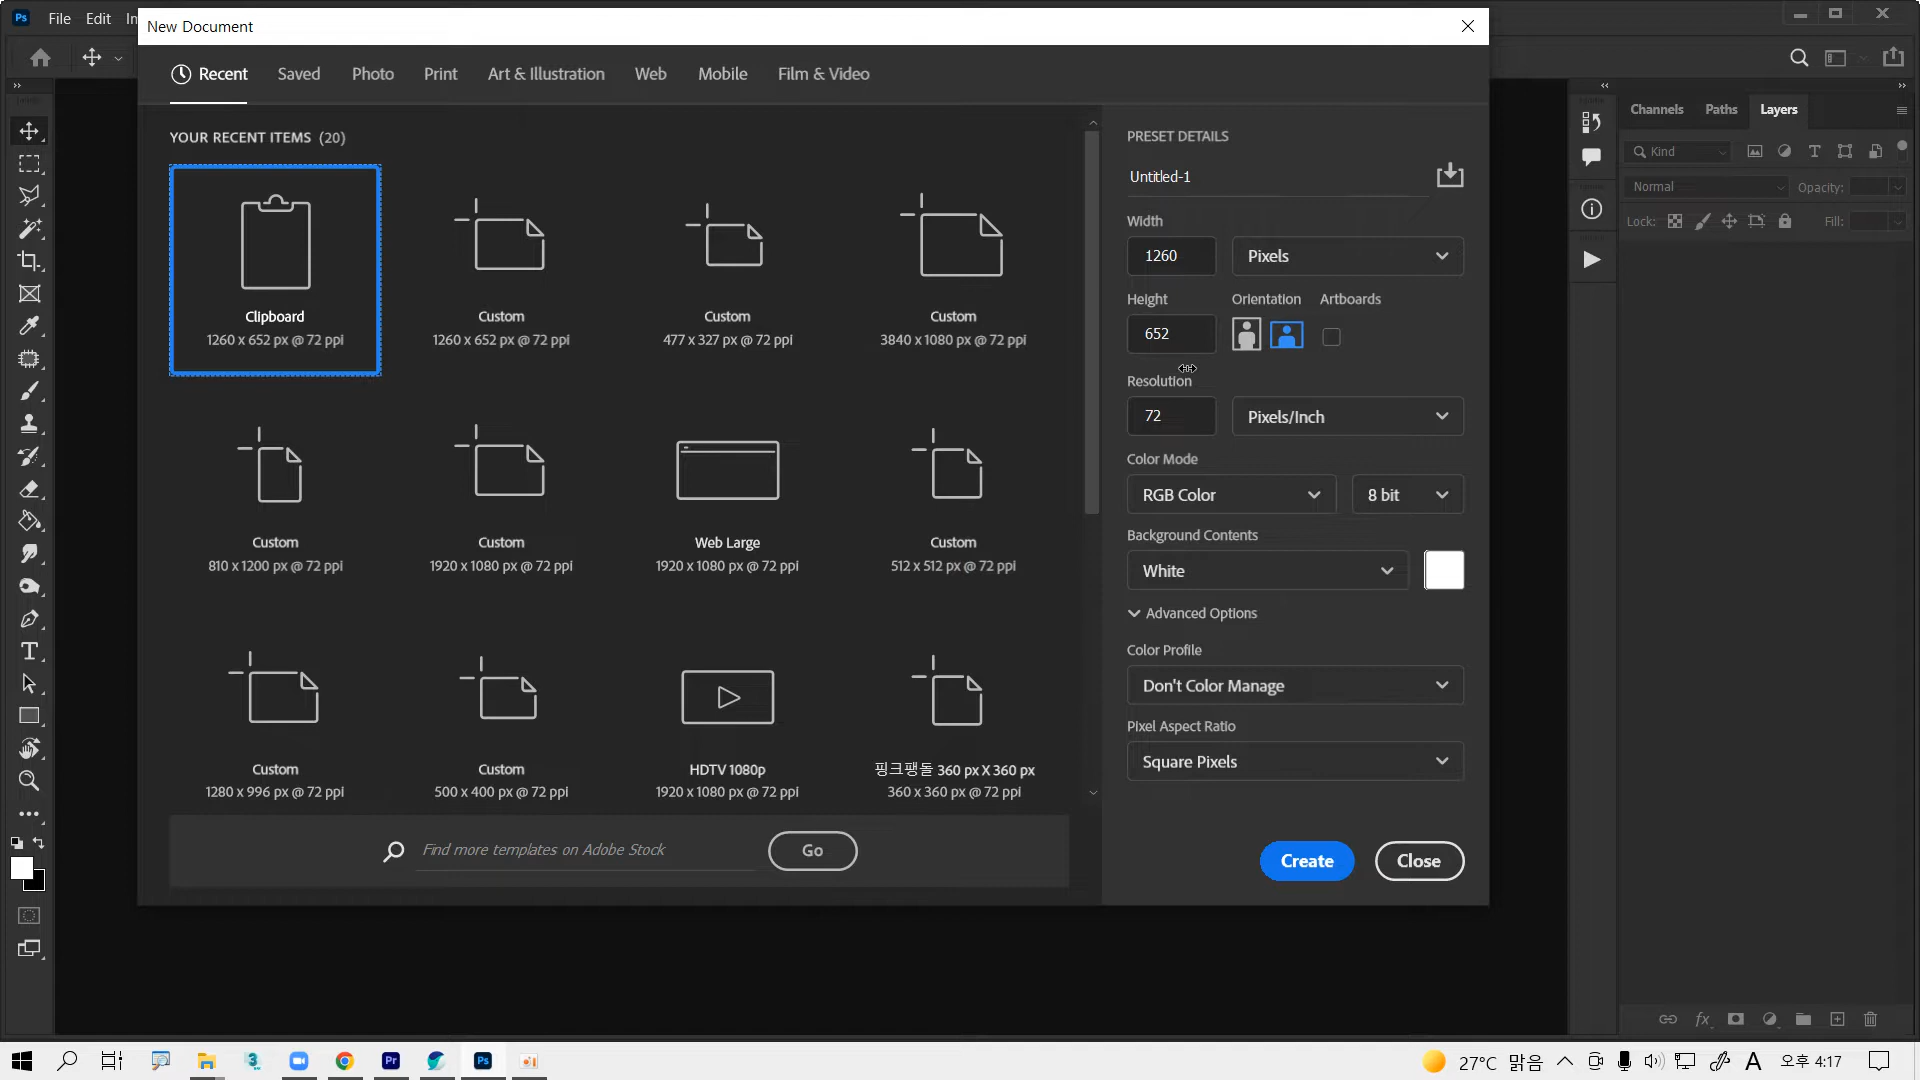 Ps File Edit
New Document
Recent Saved Photo Print Art & Illustration Web Mobile Film & Video
YOUR RECENT ITEMS (20)
Clipboard
1260 x 652 px @ 72 ppi
Custom
1260 x 652 px @ 72 ppi
Custom
477 x 327 px @ 72 ppi
Custom
3840 x 1080 px @ 72 ppi
Custom
810 x 1200 px @ 72 ppi
Custom
1920 x 1080 px @ 72 ppi
Web Large
1920 x 1080 px @ 72 ppi
Custom
512 x 512 px @ 72 ppi
Custom
1280 x 996 px @ 72 ppi
Custom
500 x 400 px @ 72 ppi
HDTV 1080p
1920 x 1080 px @ 72 ppi
핑크팽돌 360 px X 360 px
360 x 360 px @ 72 ppi
Find more templates on Adobe Stock
Go
PRESET DETAILS
Untitled-1
Width
1260 Pixels
Height Orientation Artboards
652
Resolution
72 Pixels/Inch
Color Mode
RGB Color 8 bit
Background Contents
White
Advanced Options
Color Profile
Don't Color Manage
Pixel Aspect Ratio
Square Pixels
Create Close
Channels Paths Layers
Kind
Normal Opacity:
Lock: Fill:
fx
Pr Ps
27°C 맑음 A 오후 4:17